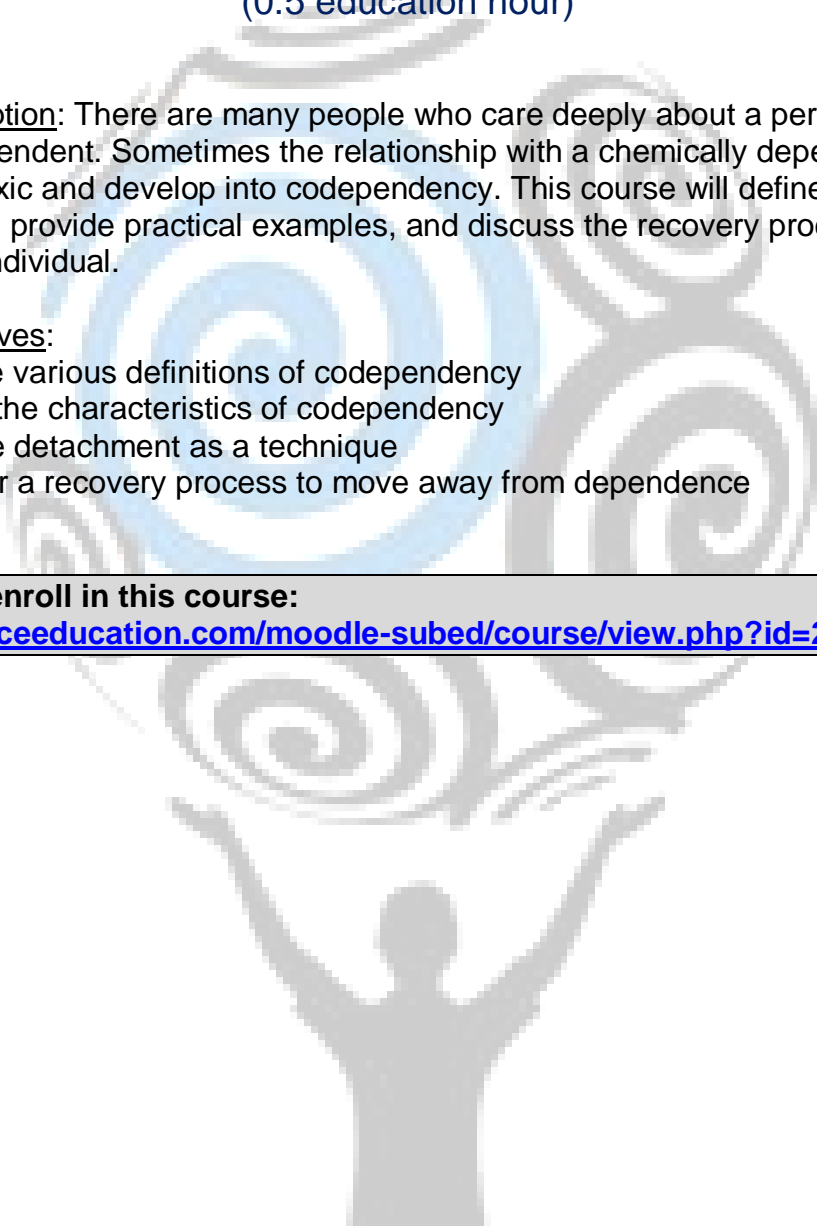 (0.5 education hour)
ption: There are many people who care deeply about a per
endent. Sometimes the relationship with a chemically depe
xic and develop into codependency. This course will define
provide practical examples, and discuss the recovery pro
ndividual.
ves:
e various definitions of codependency
the characteristics of codependency
e detachment as a technique
r a recovery process to move away from dependence
enroll in this course:
ceeducation.com/moodle-subed/course/view.php?id=2